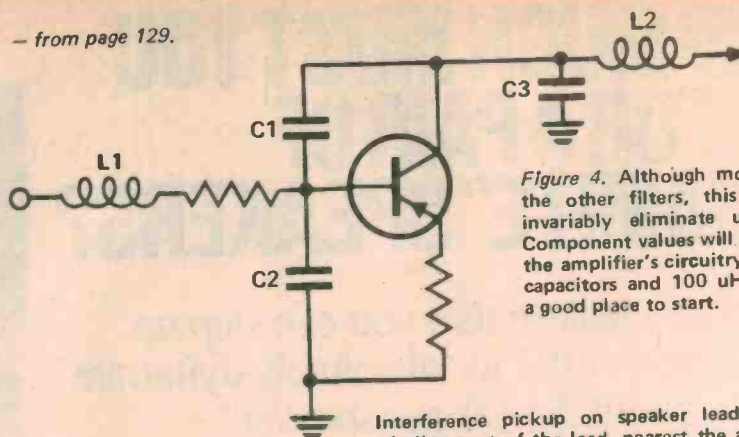 — from page 129.
L2
C3
C1
L1
C2
Figure 4. Although mo
the other filters, this
invariably eliminate u
Component values will
the amplifier's circuitry
capacitors and 100 uH
a good place to start.
Interference pickup on speaker lead
of the lead nearest the a